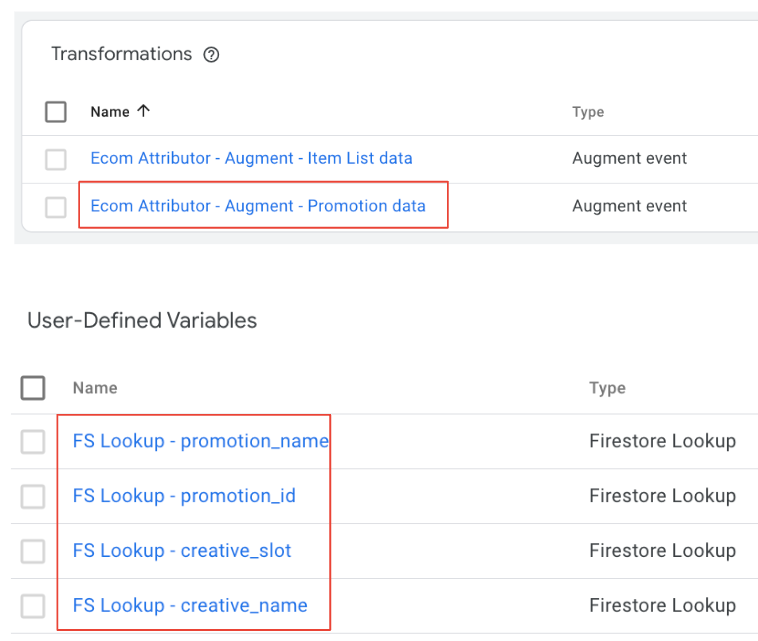 Transformations
Name Type
Ecom Attributor - Augment - Item List data Augment event
Ecom Attributor - Augment - Promotion data Augment event
User-Defined Variables
Name Type
FS Lookup - promotion_name Firestore Lookup
FS Lookup - promotion_id Firestore Lookup
FS Lookup - creative_slot Firestore Lookup
FS Lookup - creative_name Firestore Lookup